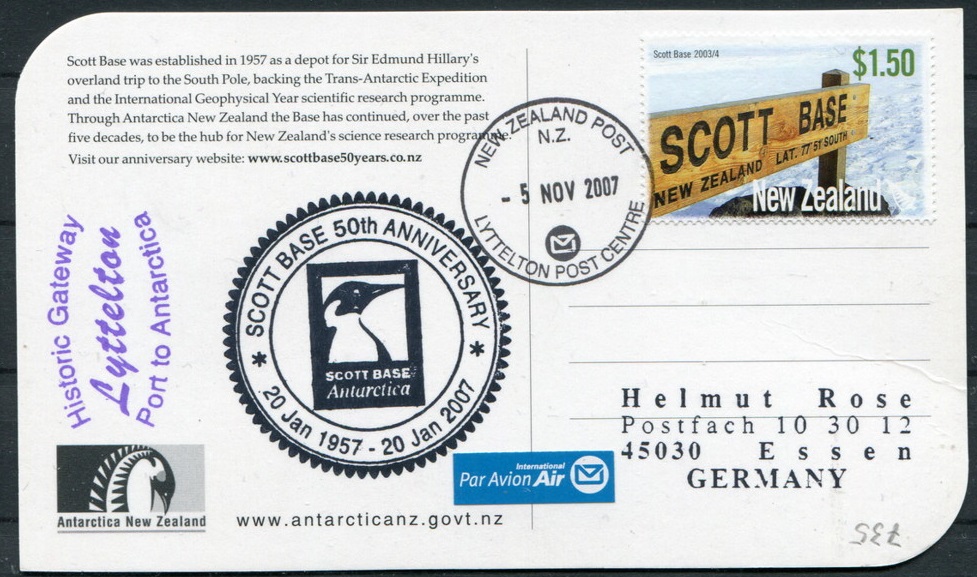 Scott Base was established in 1957 as a depot for Sir Edmund Hillary's
overland trip to the South Pole, backing the Trans-Antarctic Expedition
and the International Geophysical Year scientific research programme.
Through Antarctica New Zealand the Base has continued, over the past
five decades, to be the hub for New Zealand's science research programme.
Visit our anniversary website: www.scottbase50years.co.nz
Scott Base 2003/4
$1.50
SCOTT BASE
NEW ZEALAND LAT. 77°51' SOUTH
New Zealand
NEW ZEALAND POST
N.Z.
- 5 NOV 2007
LYTTELTON POST CENTRE
Historic Gateway
Lyttelton
Port to Antarctica
* SCOTT BASE 50th ANNIVERSARY *
SCOTT BASE
Antarctica
20 Jan 1957 - 20 Jan 2007
Helmut Rose
Postfach 10 30 12
45030 Essen
GERMANY
International
Par Avion Air
Antarctica New Zealand
www.antarcticanz.govt.nz
735